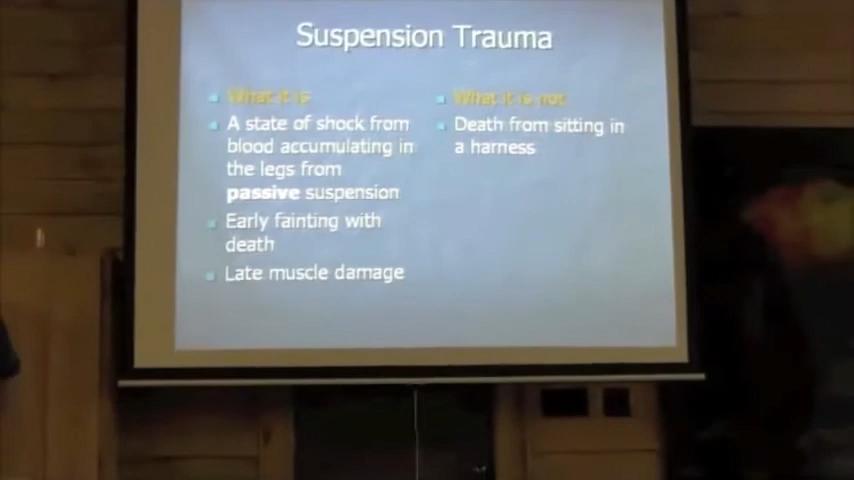 Suspension Trauma
What it is
A state of shock from
blood accumulating in
the legs from
passive suspension
Early fainting with
death
Late muscle damage
What it is not
Death from sitting in
a harness